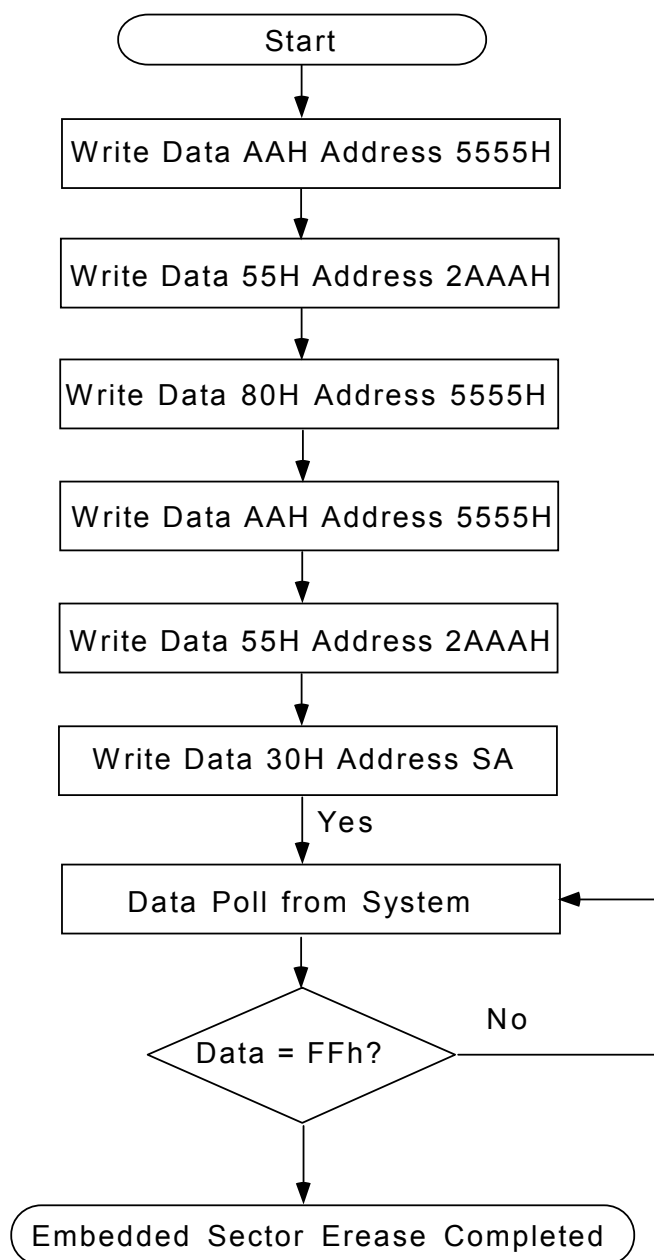 Start
Write Data AAH Address 5555H
Write Data 55H Address 2AAAH
Write Data 80H Address 5555H
Write Data AAH Address 5555H
Write Data 55H Address 2AAAH
Write Data 30H Address SA
Yes
Data Poll from System
No
Data = FFh?
Embedded Sector Erease Completed